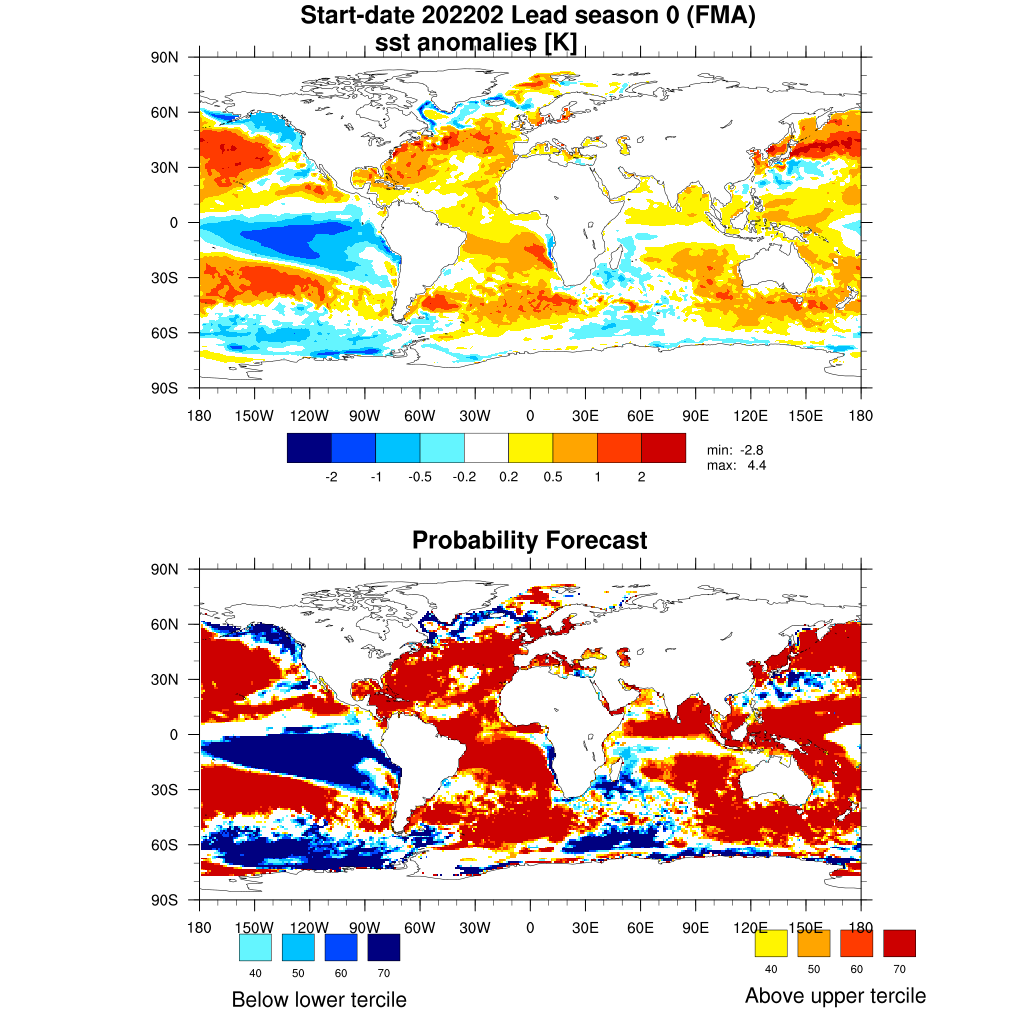 Start-date 202202 Lead season 0 (FMA)
sst anomalies [K]
90N
60N
30N
0
30S
60S
90S
180 150W 120W 90W 60W 30W 0 30E 60E 90E 120E 150E 180
-2 -1 -0.5 -0.2 0.2 0.5 1 2
min: -2.8
max: 4.4
Probability Forecast
90N
60N
30N
0
30S
60S
90S
180 150W 120W 90W 60W 30W 0 30E 60E 90E 120E 150E 180
40 50 60 70
Below lower tercile
40 50 60 70
Above upper tercile